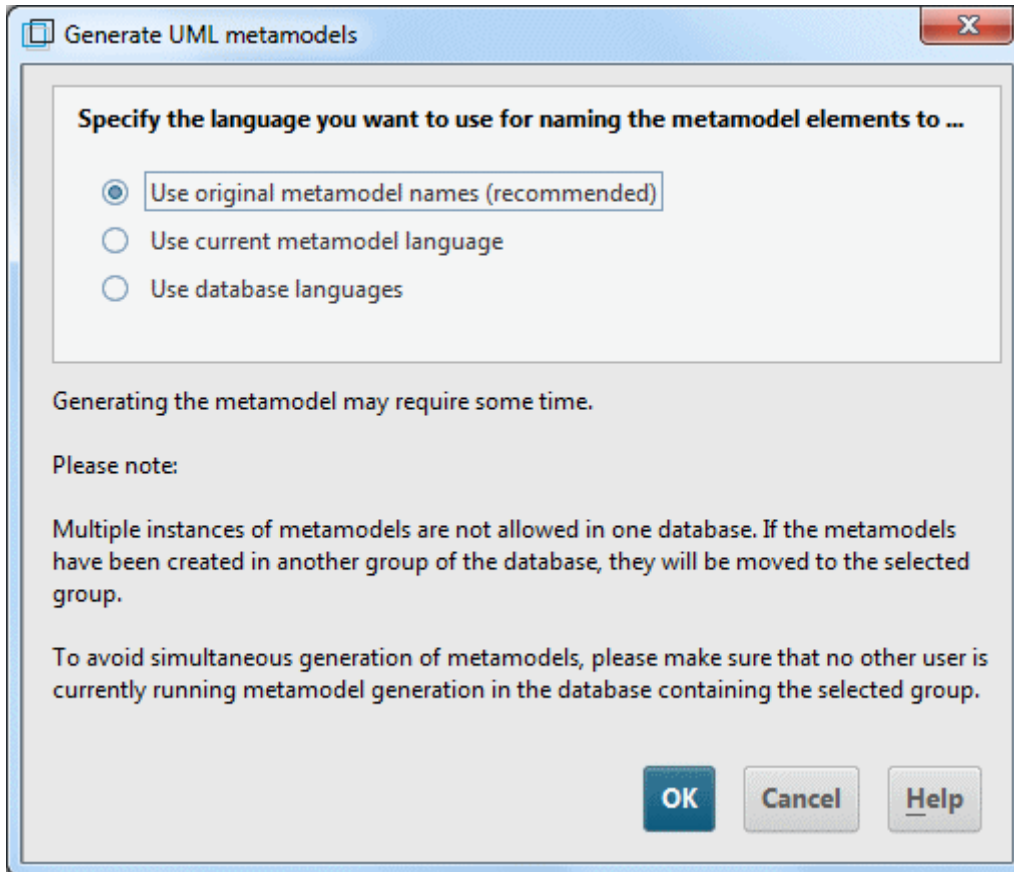 Generate UML metamodels
Specify the language you want to use for naming the metamodel elements to ...
Use original metamodel names (recommended)
Use current metamodel language
Use database languages
Generating the metamodel may require some time.
Please note:
Multiple instances of metamodels are not allowed in one database. If the metamodels
have been created in another group of the database, they will be moved to the selected
group.
To avoid simultaneous generation of metamodels, please make sure that no other user is
currently running metamodel generation in the database containing the selected group.
OK Cancel Help